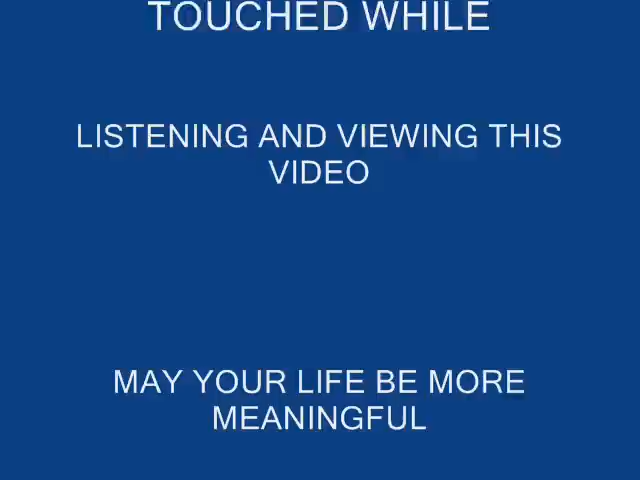 TOUCHED WHILE
LISTENING AND VIEWING THIS
VIDEO
MAY YOUR LIFE BE MORE
MEANINGFUL